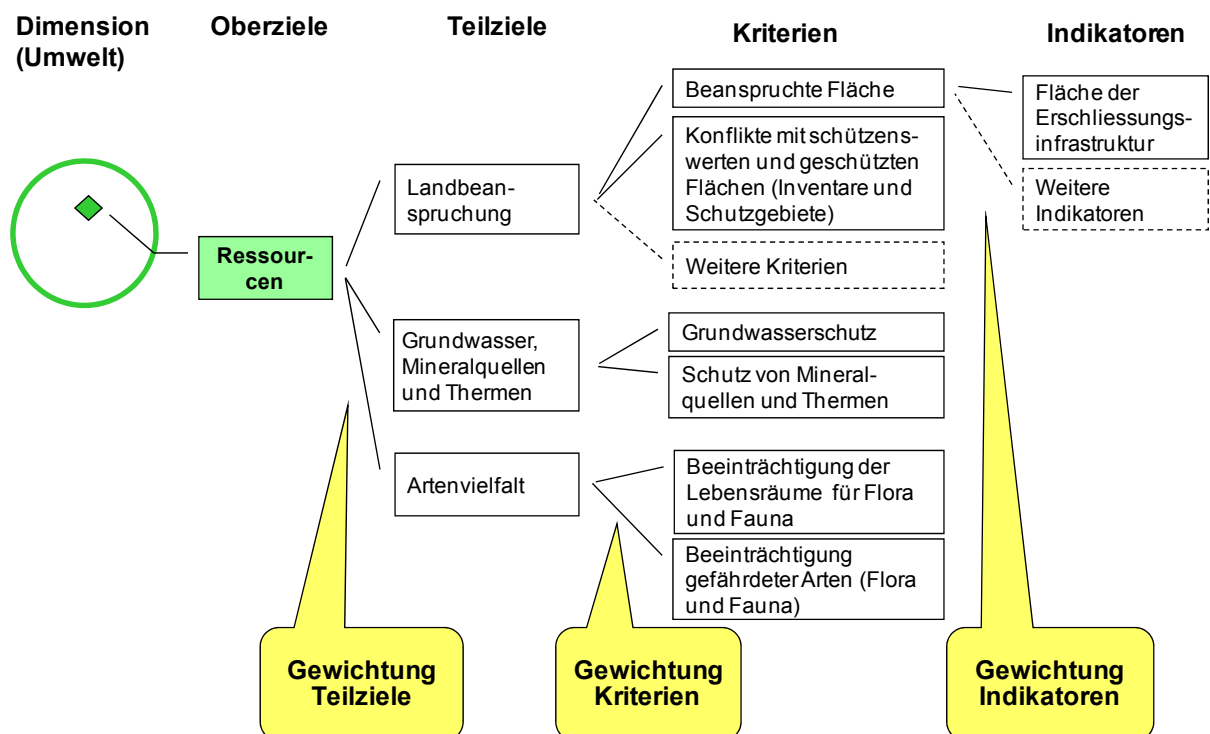 Dimension
(Umwelt)
Oberziele
Teilziele
Kriterien
Indikatoren
Ressour-
cen
Landbean-
spruchung
Grundwasser,
Mineralquellen
und Thermen
Artenvielfalt
Beanspruchte Fläche
Konflikte mit schützens-
werten und geschützten
Flächen (Inventare und
Schutzgebiete)
Weitere Kriterien
Grundwasserschutz
Schutz von Mineral-
quellen und Thermen
Beeinträchtigung der
Lebensräume für Flora
und Fauna
Beeinträchtigung
gefährdeter Arten (Flora
und Fauna)
Fläche der
Erschliessungs-
infrastruktur
Weitere
Indikatoren
Gewichtung
Teilziele
Gewichtung
Kriterien
Gewichtung
Indikatoren